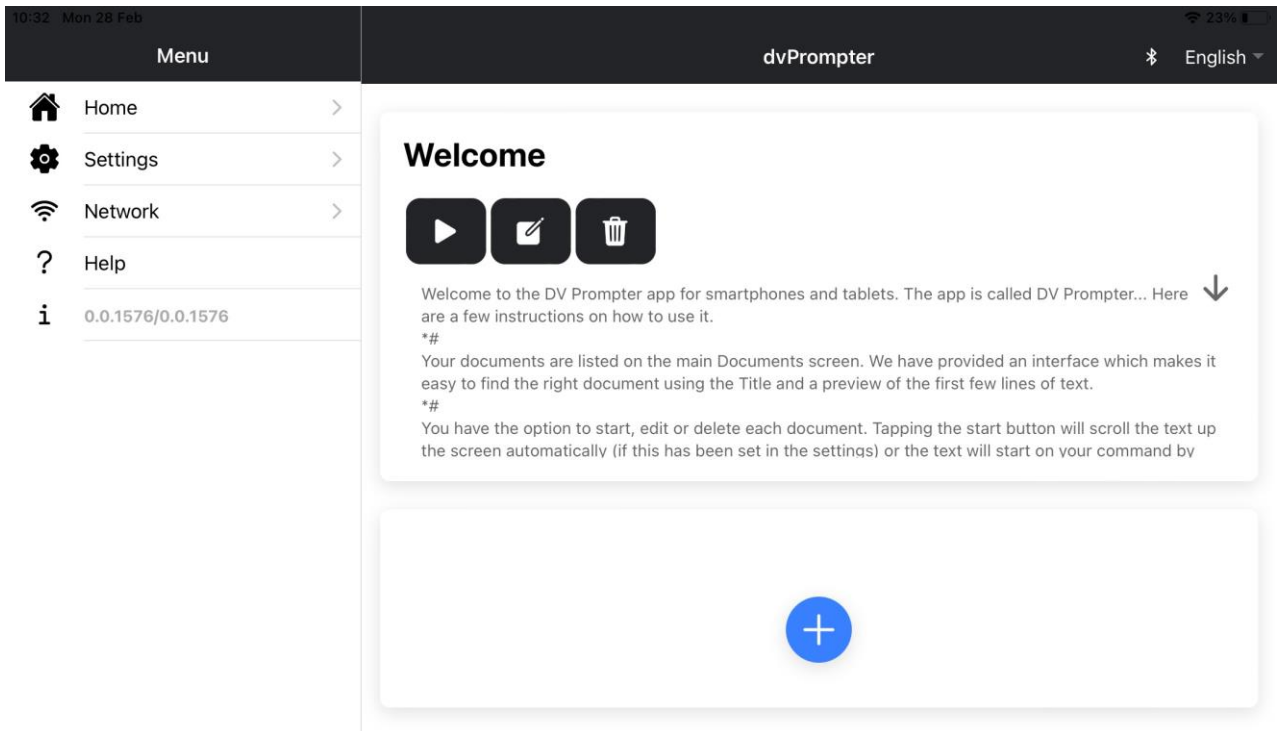 10:32 Mon 28 Feb
23%
Menu
dvPrompter
English
Home
Settings
Network
? Help
i 0.0.1576/0.0.1576
Welcome
Welcome to the DV Prompter app for smartphones and tablets. The app is called DV Prompter... Here
are a few instructions on how to use it.
*#
Your documents are listed on the main Documents screen. We have provided an interface which makes it
easy to find the right document using the Title and a preview of the first few lines of text.
*#
You have the option to start, edit or delete each document. Tapping the start button will scroll the text up
the screen automatically (if this has been set in the settings) or the text will start on your command by